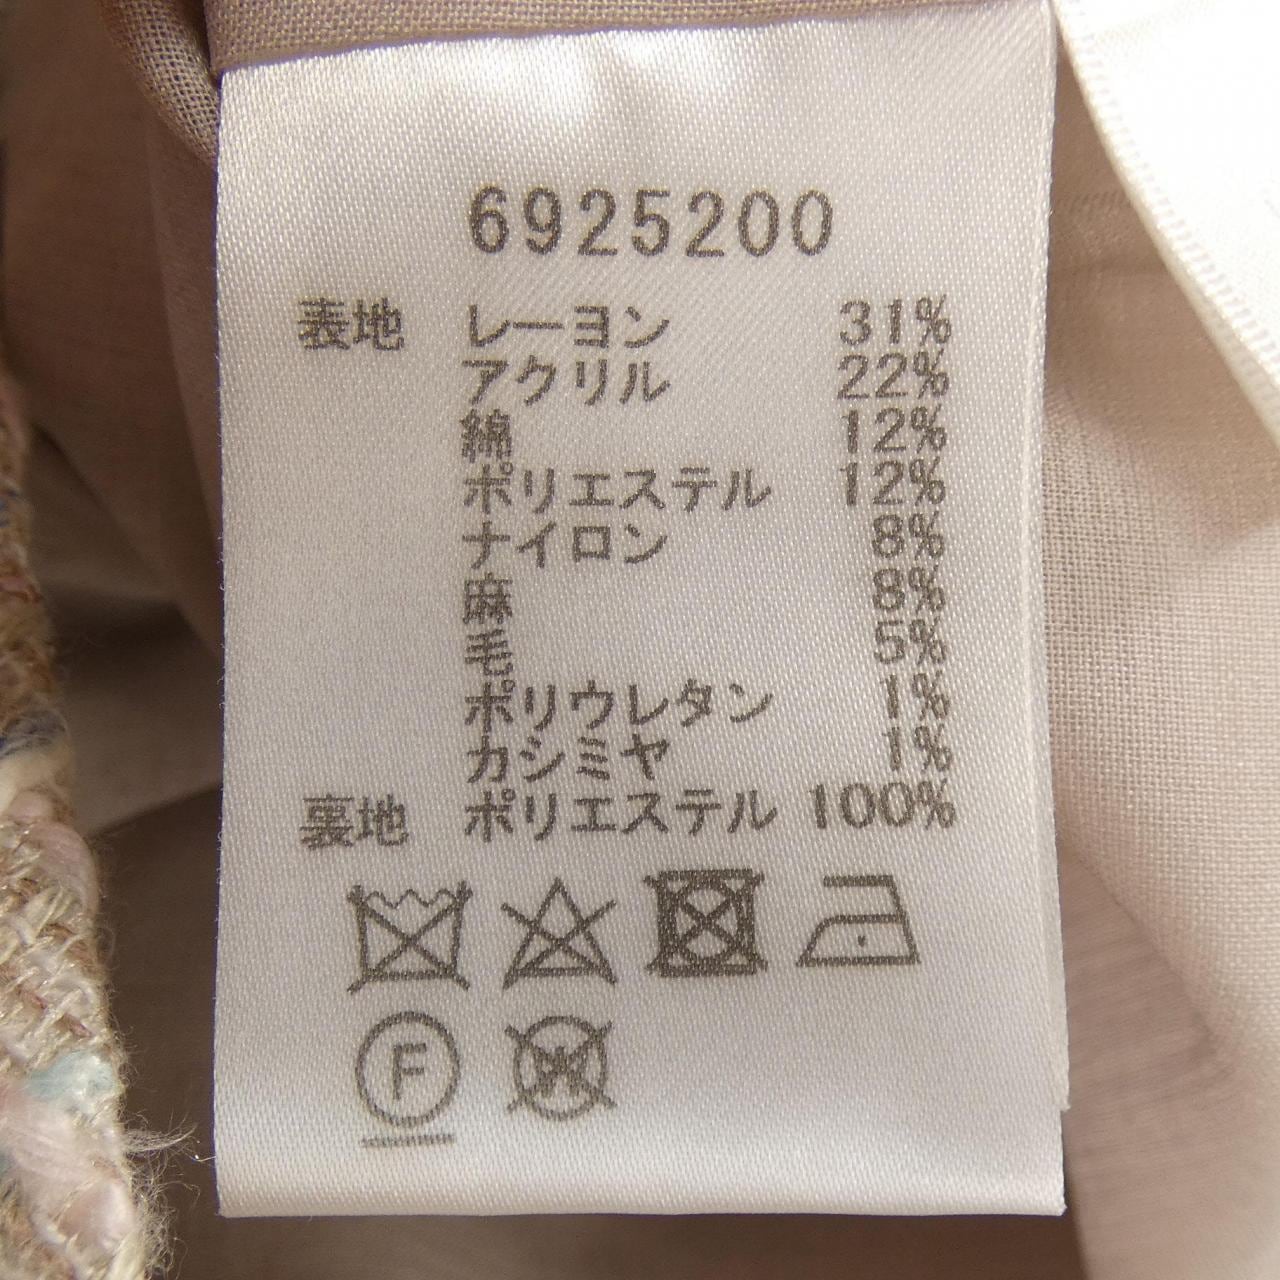 6925200
表地 レーヨン 31%
アクリル 22%
綿 12%
ポリエステル 12%
ナイロン 8%
麻 8%
毛 5%
ポリウレタン 1%
カシミヤ 1%
裏地 ポリエステル 100%
F W